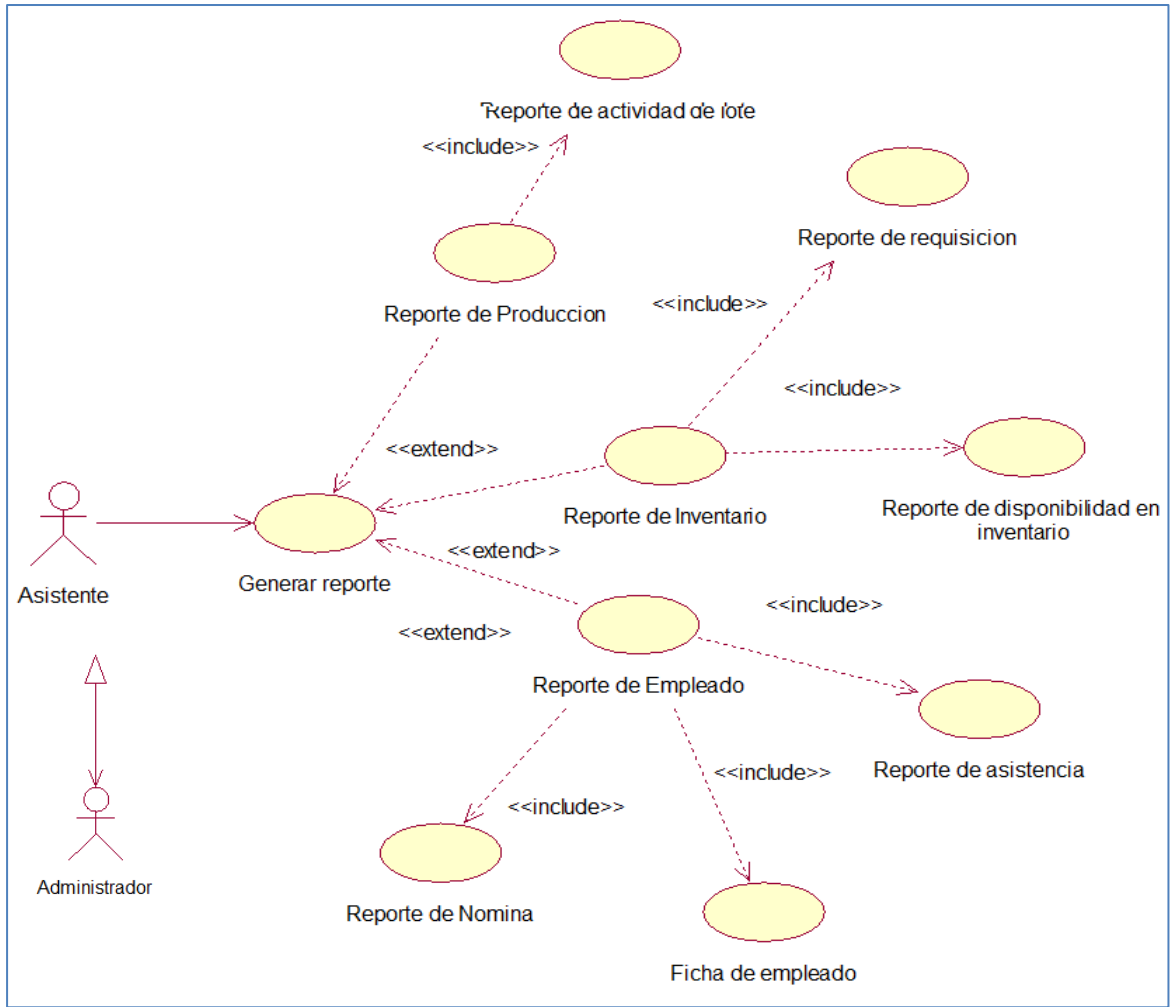 Reporte de actividad de lote
<<include>>
Reporte de requisicion
Reporte de Produccion
<<include>>
<<include>>
<<extend>>
Reporte de Inventario
Reporte de disponibilidad en
inventario
<<extend>>
Generar reporte
Asistente
<<include>>
<<extend>>
Reporte de Empleado
Reporte de asistencia
<<include>>
<<include>>
Administrador
Reporte de Nomina
Ficha de empleado